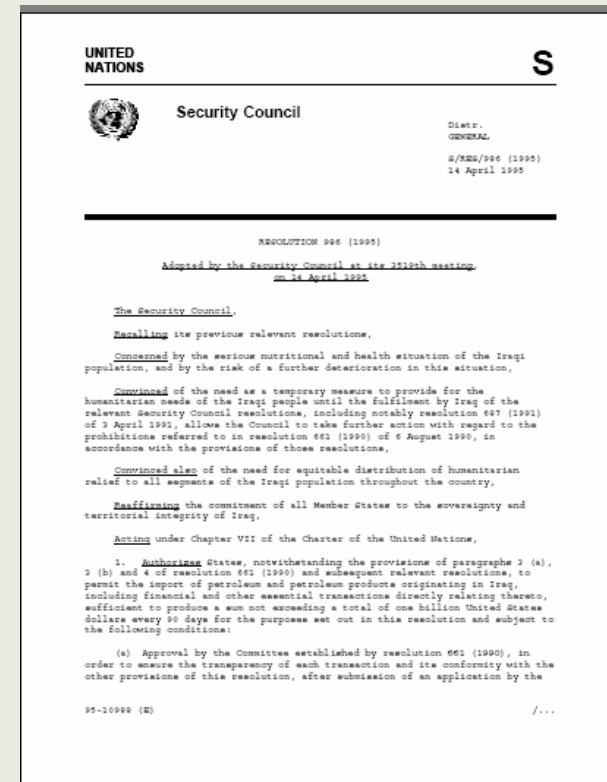 UNITED
NATIONS
S
Security Council
Distr.
GENERAL
S/RES/986 (1995)
14 April 1995
RESOLUTION 986 (1995)
Adopted by the Security Council at its 3519th meeting,
on 14 April 1995
The Security Council,
Recalling its previous relevant resolutions,
Concerned by the serious nutritional and health situation of the Iraqi
population, and by the risk of a further deterioration in this situation,
Convinced of the need as a temporary measure to provide for the
humanitarian needs of the Iraqi people until the fulfilment by Iraq of the
relevant Security Council resolutions, including notably resolution 687 (1991)
of 3 April 1991, allows the Council to take further action with regard to the
prohibitions referred to in resolution 661 (1990) of 6 August 1990, in
accordance with the provisions of those resolutions,
Convinced also of the need for equitable distribution of humanitarian
relief to all segments of the Iraqi population throughout the country,
Reaffirming the commitment of all Member States to the sovereignty and
territorial integrity of Iraq,
Acting under Chapter VII of the Charter of the United Nations,
1. Authorizes States, notwithstanding the provisions of paragraphs 3 (a),
3 (b) and 4 of resolution 661 (1990) and subsequent relevant resolutions, to
permit the import of petroleum and petroleum products originating in Iraq,
including financial and other essential transactions directly relating thereto,
sufficient to produce a sum not exceeding a total of one billion United States
dollars every 90 days for the purposes set out in this resolution and subject to
the following conditions:
(a) Approval by the Committee established by resolution 661 (1990), in
order to ensure the transparency of each transaction and its conformity with the
other provisions of this resolution, after submission of an application by the
95-10988 (E)
/...